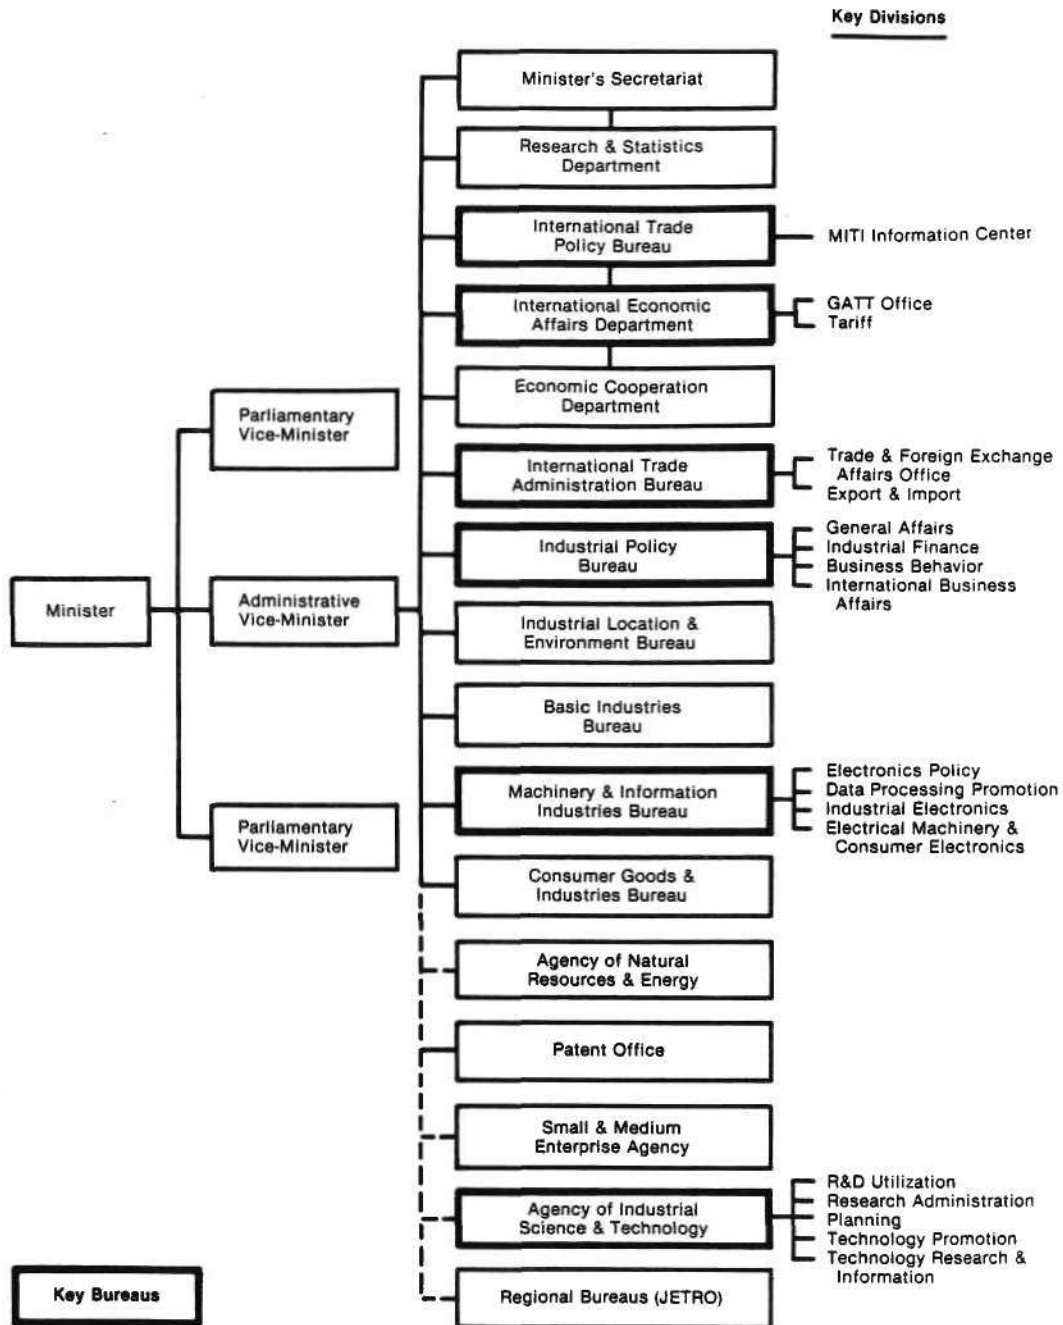 Key Divisions
Minister's Secretariat
Research & Statistics
Department
International Trade
Policy Bureau
MITI Information Center
International Economic
Affairs Department
GATT Office
Tariff
Economic Cooperation
Department
Parliamentary
Vice-Minister
International Trade
Administration Bureau
Trade & Foreign Exchange
Affairs Office
Export & Import
Industrial Policy
Bureau
General Affairs
Industrial Finance
Business Behavior
International Business
Affairs
Minister
Administrative
Vice-Minister
Industrial Location &
Environment Bureau
Basic Industries
Bureau
Machinery & Information
Industries Bureau
Electronics Policy
Data Processing Promotion
Industrial Electronics
Electrical Machinery &
Consumer Electronics
Parliamentary
Vice-Minister
Consumer Goods &
Industries Bureau
Agency of Natural
Resources & Energy
Patent Office
Small & Medium
Enterprise Agency
Agency of Industrial
Science & Technology
R&D Utilization
Research Administration
Planning
Technology Promotion
Technology Research &
Information
Key Bureaus
Regional Bureaus (JETRO)